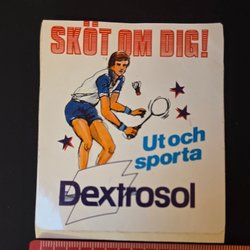 SKÖT OM DIG!
Ut och
sporta
Dextrosol